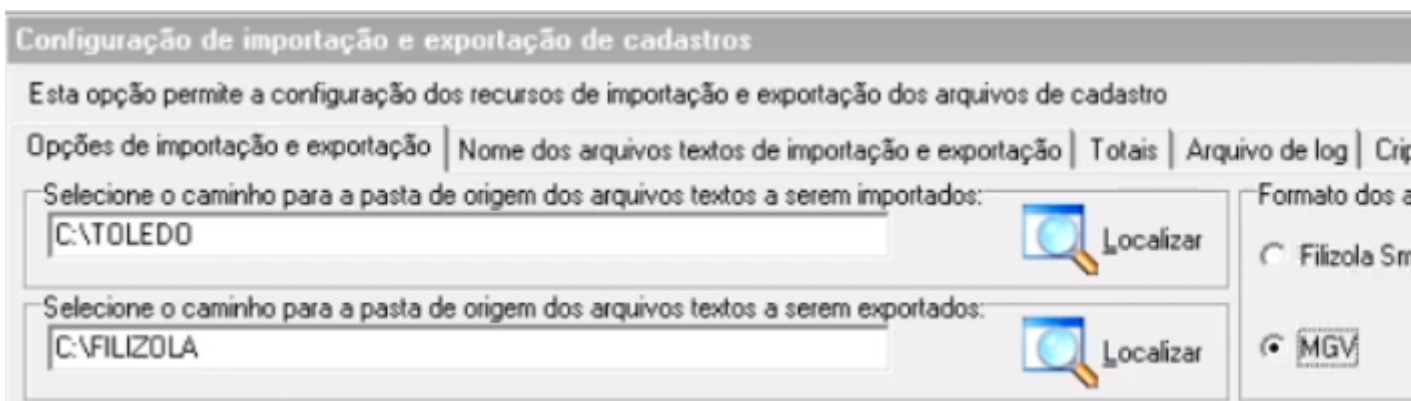 Configuração de importação e exportação de cadastros
Esta opção permite a configuração dos recursos de importação e exportação dos arquivos de cadastro
Opções de importação e exportação Nome dos arquivos textos de importação e exportação Totais Arquivo de log
Selecione o caminho para a pasta de origem dos arquivos textos a serem importados: Formato dos
C:\TOLEDO Localizar
Filizola
Selecione o caminho para a pasta de origem dos arquivos textos a serem exportados:
C:\FILIZOLA Localizar
MGV